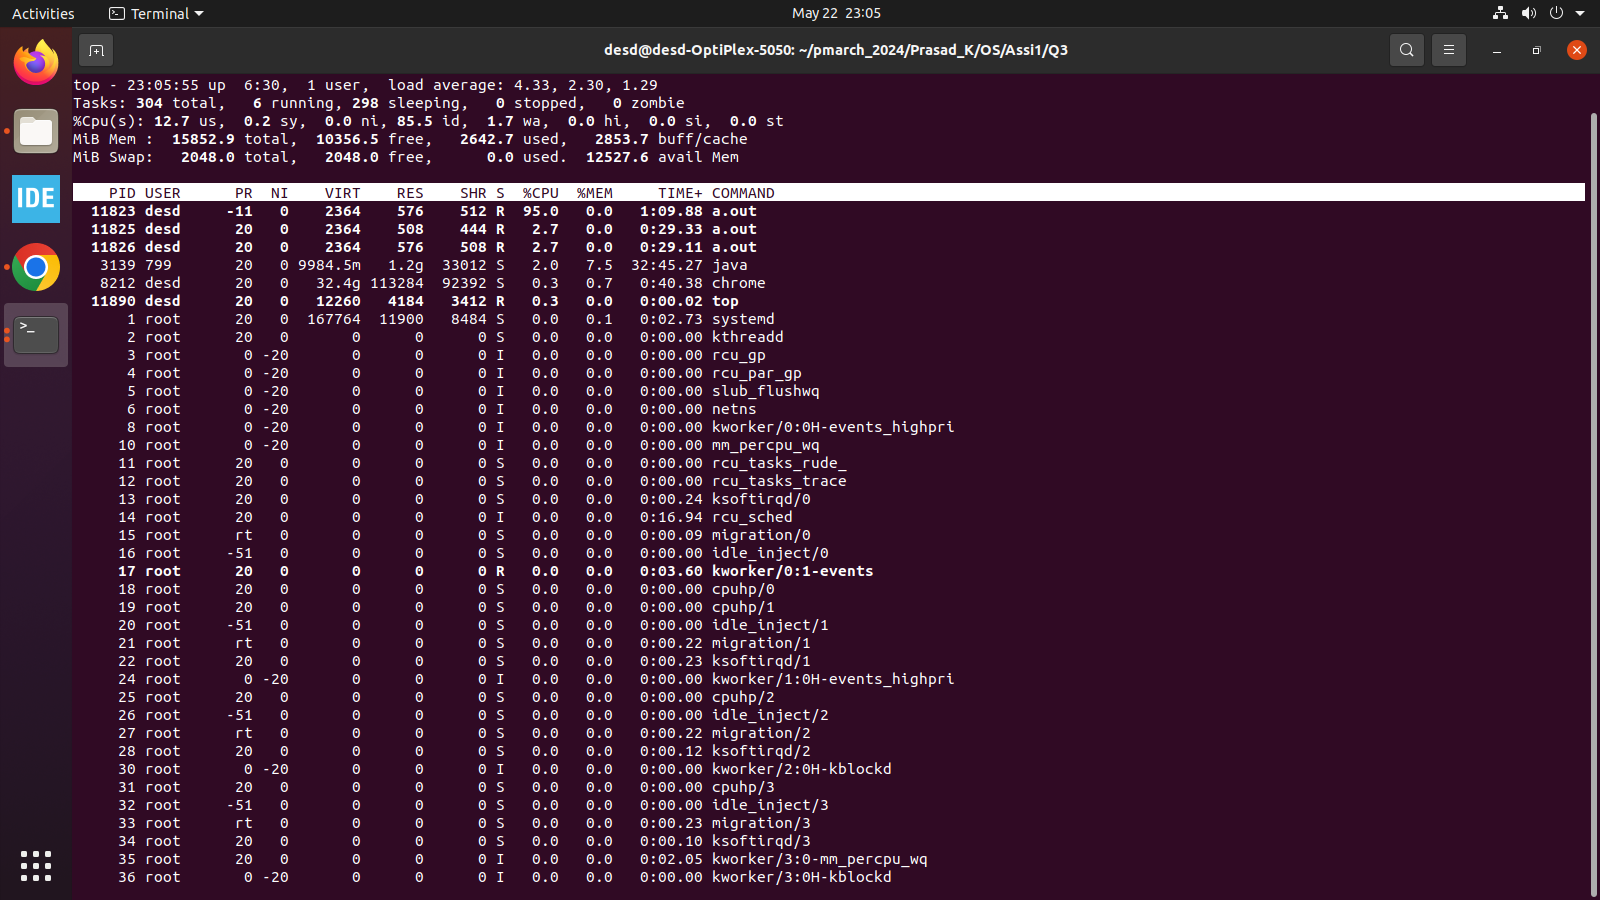 Activities Terminal May 22 23:05
desd@desd-OptiPlex-5050: ~/pmarch_2024/Prasad_K/OS/Assi1/Q3
IDE
>_
top - 23:05:55 up  6:30,  1 user,  load average: 4.33, 2.30, 1.29
Tasks: 304 total,   6 running, 298 sleeping,   0 stopped,   0 zombie
%Cpu(s): 12.7 us,  0.2 sy,  0.0 ni, 85.5 id,  1.7 wa,  0.0 hi,  0.0 si,  0.0 st
MiB Mem :  15852.9 total,  10356.5 free,   2642.7 used,   2853.7 buff/cache
MiB Swap:   2048.0 total,   2048.0 free,      0.0 used.  12527.6 avail Mem
PID USER PR NI VIRT RES SHR S %CPU %MEM TIME+ COMMAND
11823 desd -11 0 2364 576 512 R 95.0 0.0 1:09.88 a.out
11825 desd 20 0 2364 508 444 R 2.7 0.0 0:29.33 a.out
11826 desd 20 0 2364 576 508 R 2.7 0.0 0:29.11 a.out
3139 799 20 0 9984.5m 1.2g 33012 S 2.0 7.5 32:45.27 java
8212 desd 20 0 32.4g 113284 92392 S 0.3 0.7 0:40.38 chrome
11890 desd 20 0 12260 4184 3412 R 0.3 0.0 0:00.02 top
1 root 20 0 167764 11900 8484 S 0.0 0.1 0:02.73 systemd
2 root 20 0 0 0 0 S 0.0 0.0 0:00.00 kthreadd
3 root 0 -20 0 0 0 I 0.0 0.0 0:00.00 rcu_gp
4 root 0 -20 0 0 0 I 0.0 0.0 0:00.00 rcu_par_gp
5 root 0 -20 0 0 0 I 0.0 0.0 0:00.00 slub_flushwq
6 root 0 -20 0 0 0 I 0.0 0.0 0:00.00 netns
8 root 0 -20 0 0 0 I 0.0 0.0 0:00.00 kworker/0:0H-events_highpri
10 root 0 -20 0 0 0 I 0.0 0.0 0:00.00 mm_percpu_wq
11 root 20 0 0 0 0 S 0.0 0.0 0:00.00 rcu_tasks_rude_
12 root 20 0 0 0 0 S 0.0 0.0 0:00.00 rcu_tasks_trace
13 root 20 0 0 0 0 S 0.0 0.0 0:00.24 ksoftirqd/0
14 root 20 0 0 0 0 I 0.0 0.0 0:16.94 rcu_sched
15 root rt 0 0 0 0 S 0.0 0.0 0:00.09 migration/0
16 root -51 0 0 0 0 S 0.0 0.0 0:00.00 idle_inject/0
17 root 20 0 0 0 0 R 0.0 0.0 0:03.60 kworker/0:1-events
18 root 20 0 0 0 0 S 0.0 0.0 0:00.00 cpuhp/0
19 root 20 0 0 0 0 S 0.0 0.0 0:00.00 cpuhp/1
20 root -51 0 0 0 0 S 0.0 0.0 0:00.00 idle_inject/1
21 root rt 0 0 0 0 S 0.0 0.0 0:00.22 migration/1
22 root 20 0 0 0 0 S 0.0 0.0 0:00.23 ksoftirqd/1
24 root 0 -20 0 0 0 I 0.0 0.0 0:00.00 kworker/1:0H-events_highpri
25 root 20 0 0 0 0 S 0.0 0.0 0:00.00 cpuhp/2
26 root -51 0 0 0 0 S 0.0 0.0 0:00.00 idle_inject/2
27 root rt 0 0 0 0 S 0.0 0.0 0:00.22 migration/2
28 root 20 0 0 0 0 S 0.0 0.0 0:00.12 ksoftirqd/2
30 root 0 -20 0 0 0 I 0.0 0.0 0:00.00 kworker/2:0H-kblockd
31 root 20 0 0 0 0 S 0.0 0.0 0:00.00 cpuhp/3
32 root -51 0 0 0 0 S 0.0 0.0 0:00.00 idle_inject/3
33 root rt 0 0 0 0 S 0.0 0.0 0:00.23 migration/3
34 root 20 0 0 0 0 S 0.0 0.0 0:00.10 ksoftirqd/3
35 root 20 0 0 0 0 I 0.0 0.0 0:02.05 kworker/3:0-mm_percpu_wq
36 root 0 -20 0 0 0 I 0.0 0.0 0:00.00 kworker/3:0H-kblockd